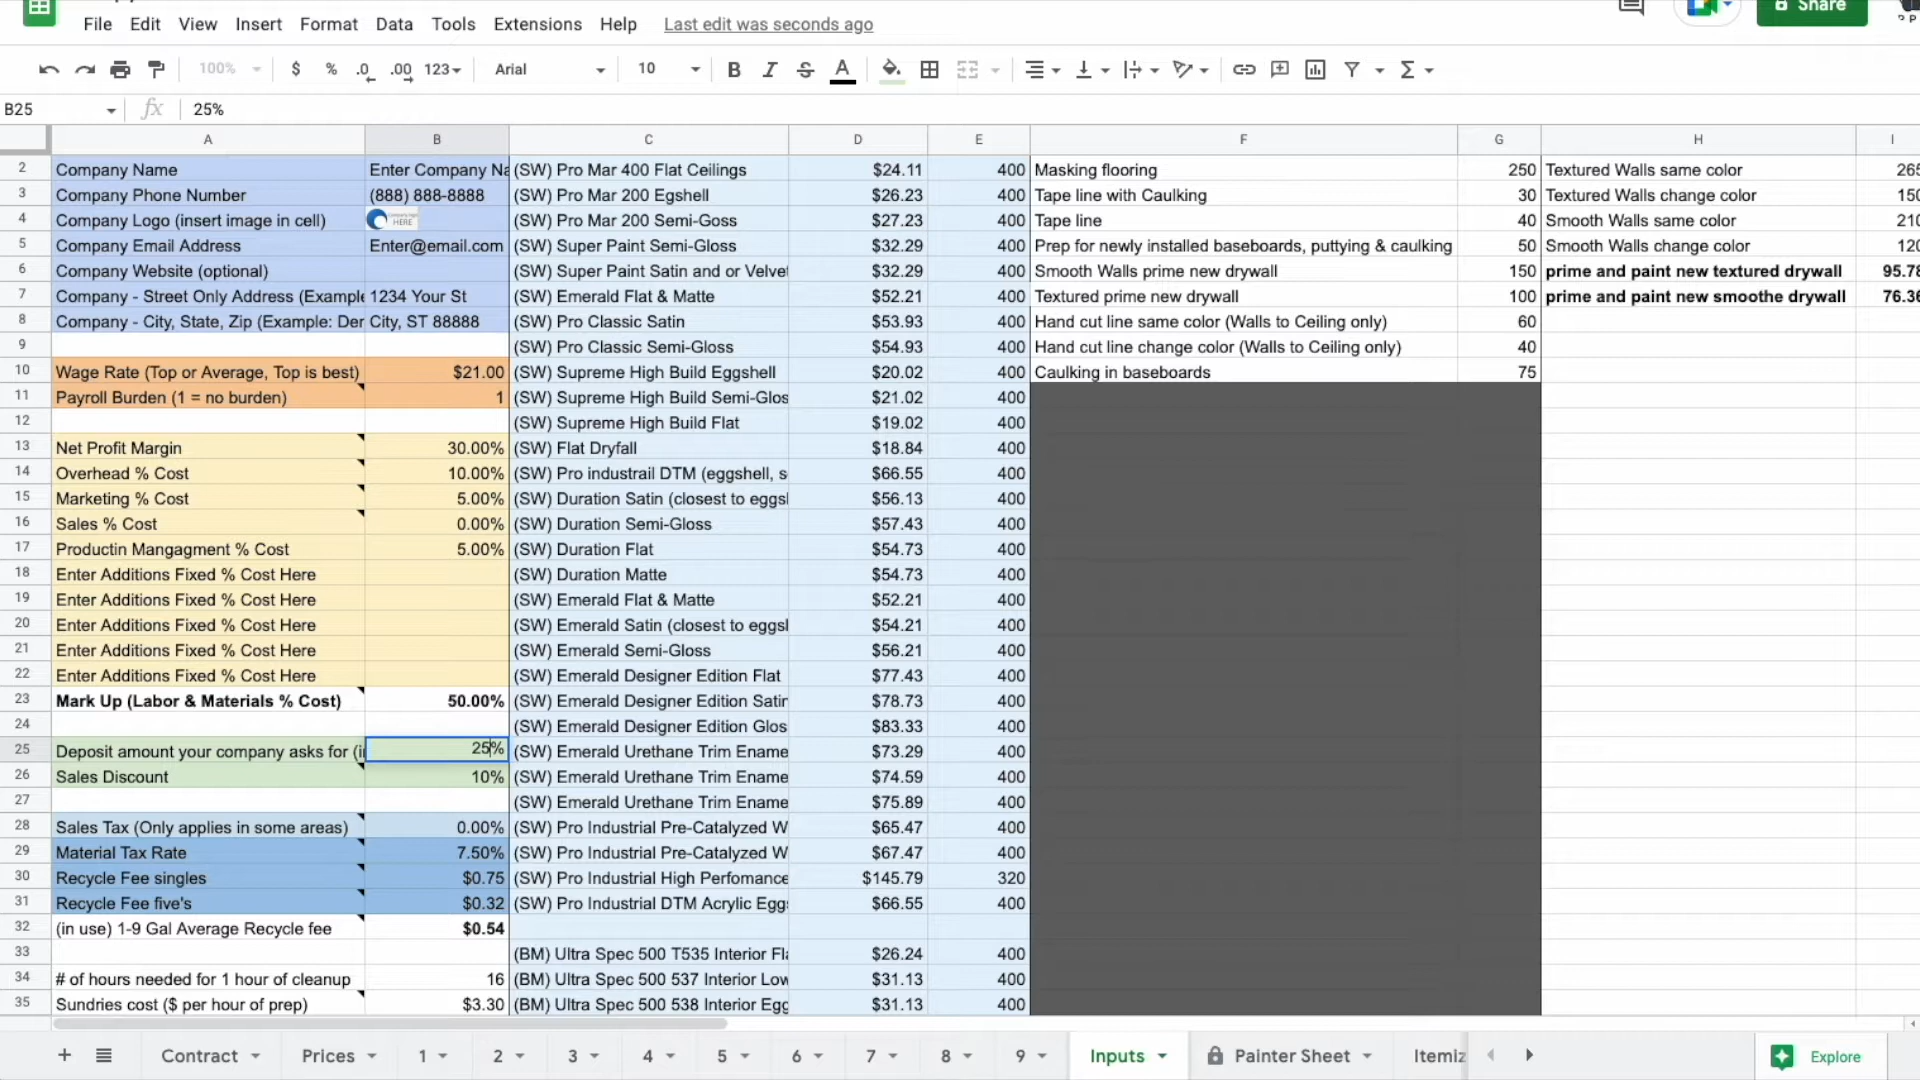 File Edit View Insert Format Data Tools Extensions Help Last edit was seconds ago
Share
100% $ % .0 .00 123 Arial 10 B I S A
B25 fx 25%
A B C D E F G H I
2 Company Name Enter Company Na (SW) Pro Mar 400 Flat Ceilings $24.11 400 Masking flooring 250 Textured Walls same color 265
3 Company Phone Number (888) 888-8888 (SW) Pro Mar 200 Egshell $26.23 400 Tape line with Caulking 30 Textured Walls change color 150
4 Company Logo (insert image in cell) HERE (SW) Pro Mar 200 Semi-Goss $27.23 400 Tape line 40 Smooth Walls same color 210
5 Company Email Address Enter@email.com (SW) Super Paint Semi-Gloss $32.29 400 Prep for newly installed baseboards, puttying & caulking 50 Smooth Walls change color 120
6 Company Website (optional) (SW) Super Paint Satin and or Velve $32.29 400 Smooth Walls prime new drywall 150 prime and paint new textured drywall 95.78
7 Company - Street Only Address (Example 1234 Your St (SW) Emerald Flat & Matte $52.21 400 Textured prime new drywall 100 prime and paint new smoothe drywall 76.36
8 Company - City, State, Zip (Example: Der City, ST 88888 (SW) Pro Classic Satin $53.93 400 Hand cut line same color (Walls to Ceiling only) 60
9 (SW) Pro Classic Semi-Gloss $54.93 400 Hand cut line change color (Walls to Ceiling only) 40
10 Wage Rate (Top or Average, Top is best) $21.00 (SW) Supreme High Build Eggshell $20.02 400 Caulking in baseboards 75
11 Payroll Burden (1 = no burden) 1 (SW) Supreme High Build Semi-Glos $21.02 400
12 (SW) Supreme High Build Flat $19.02 400
13 Net Profit Margin 30.00% (SW) Flat Dryfall $18.84 400
14 Overhead % Cost 10.00% (SW) Pro industrail DTM (eggshell, s $66.55 400
15 Marketing % Cost 5.00% (SW) Duration Satin (closest to eggsl $56.13 400
16 Sales % Cost 0.00% (SW) Duration Semi-Gloss $57.43 400
17 Productin Mangagment % Cost 5.00% (SW) Duration Flat $54.73 400
18 Enter Additions Fixed % Cost Here (SW) Duration Matte $54.73 400
19 Enter Additions Fixed % Cost Here (SW) Emerald Flat & Matte $52.21 400
20 Enter Additions Fixed % Cost Here (SW) Emerald Satin (closest to eggsl $54.21 400
21 Enter Additions Fixed % Cost Here (SW) Emerald Semi-Gloss $56.21 400
22 Enter Additions Fixed % Cost Here (SW) Emerald Designer Edition Flat $77.43 400
23 Mark Up (Labor & Materials % Cost) 50.00% (SW) Emerald Designer Edition Satin $78.73 400
24 (SW) Emerald Designer Edition Glos $83.33 400
25 Deposit amount your company asks for (i 25% (SW) Emerald Urethane Trim Ename $73.29 400
26 Sales Discount 10% (SW) Emerald Urethane Trim Ename $74.59 400
27 (SW) Emerald Urethane Trim Ename $75.89 400
28 Sales Tax (Only applies in some areas) 0.00% (SW) Pro Industrial Pre-Catalyzed W $65.47 400
29 Material Tax Rate 7.50% (SW) Pro Industrial Pre-Catalyzed W $67.47 400
30 Recycle Fee singles $0.75 (SW) Pro Industrial High Perfomance $145.79 320
31 Recycle Fee five's $0.32 (SW) Pro Industrial DTM Acrylic Egg $66.55 400
32 (in use) 1-9 Gal Average Recycle fee $0.54
33 (BM) Ultra Spec 500 T535 Interior Fl $26.24 400
34 # of hours needed for 1 hour of cleanup 16 (BM) Ultra Spec 500 537 Interior Low $31.13 400
35 Sundries cost ($ per hour of prep) $3.30 (BM) Ultra Spec 500 538 Interior Egg $31.13 400
Contract Prices 1 2 3 4 5 6 7 8 9 Inputs Painter Sheet Itemiz Explore